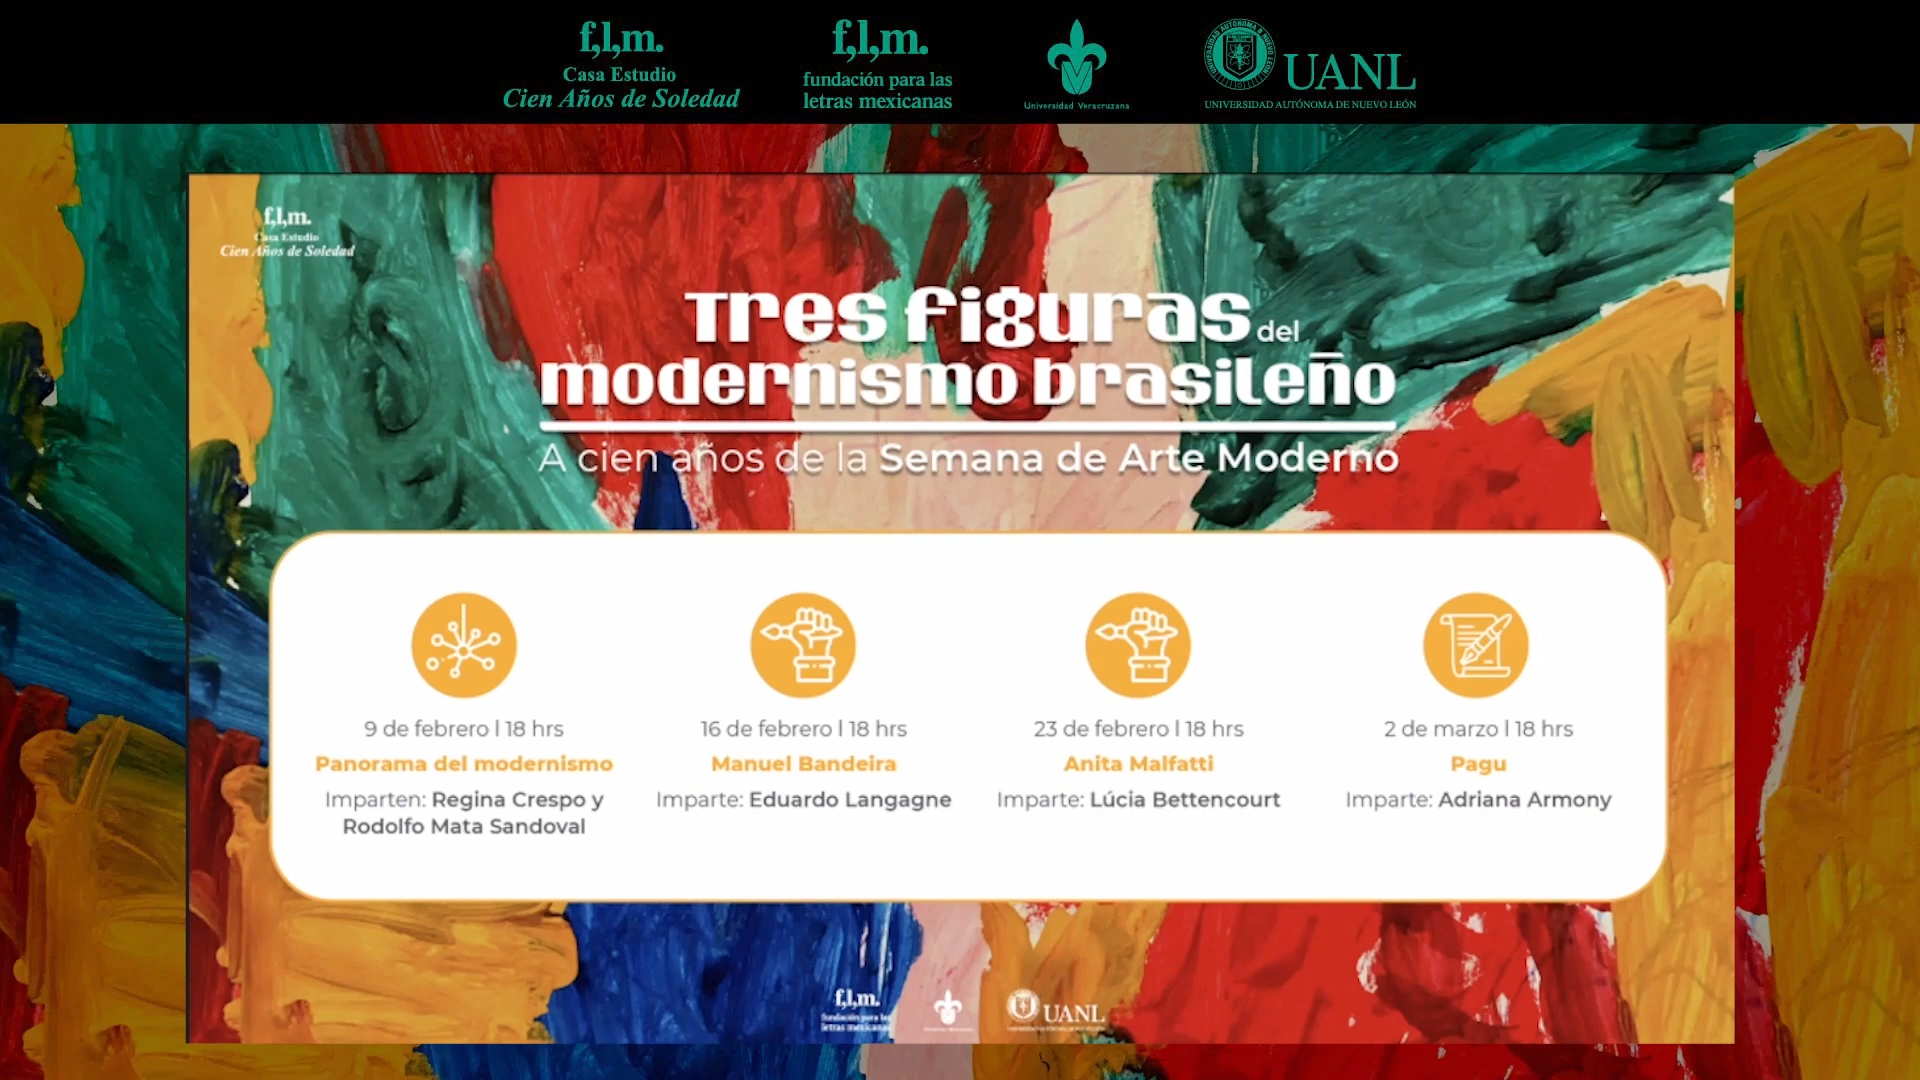 f,l,m.
Casa Estudio
Cien Años de Soledad
f,l,m.
fundación para las
letras mexicanas
Universidad Veracruzana
UANL
UNIVERSIDAD AUTÓNOMA DE NUEVO LEÓN
f,l,m.
Casa Estudio
Cien Años de Soledad
Tres figuras del
modernismo brasileño
A cien años de la Semana de Arte Moderno
9 de febrero | 18 hrs
Panorama del modernismo
Imparten: Regina Crespo y
Rodolfo Mata Sandoval
16 de febrero | 18 hrs
Manuel Bandeira
Imparte: Eduardo Langagne
23 de febrero | 18 hrs
Anita Malfatti
Imparte: Lúcia Bettencourt
2 de marzo | 18 hrs
Pagu
Imparte: Adriana Armony
f,l,m.
fundación para las
letras mexicanas
UANL